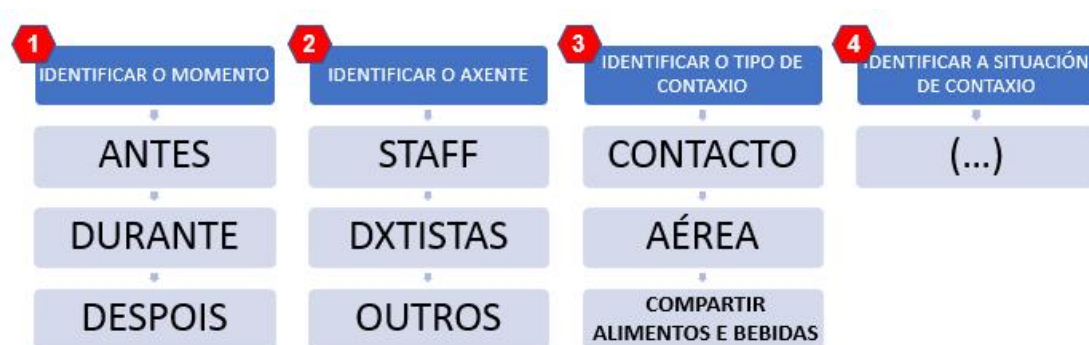 1
IDENTIFICAR O MOMENTO
ANTES
DURANTE
DESPOIS
2
IDENTIFICAR O AXENTE
STAFF
DXTISTAS
OUTROS
3
IDENTIFICAR O TIPO DE
CONTAXIO
CONTACTO
AÉREA
COMPARTIR
ALIMENTOS E BEBIDAS
4
IDENTIFICAR A SITUACIÓN
DE CONTAXIO
(...)